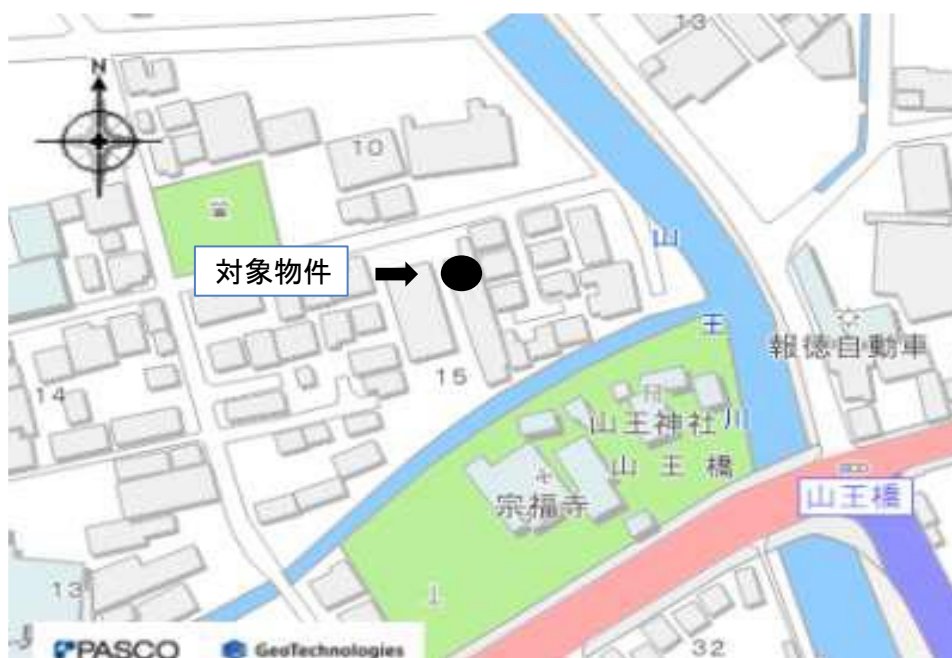 13
N
10
対象物件
山
王
川
報徳自動車
15
14
山王神社
山王橋
宗福寺
山王橋
13
32
PASCO
GeoTechnologies